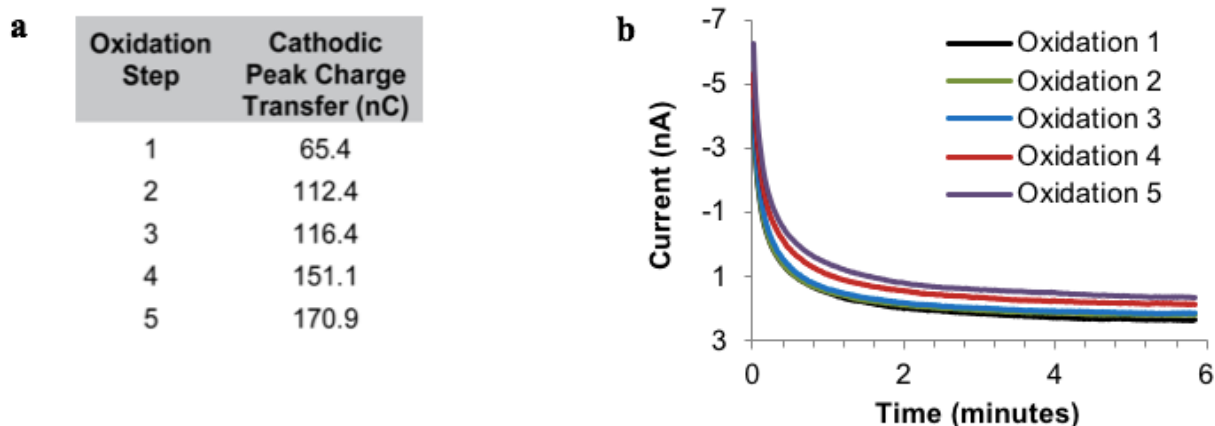 a
Oxidation Step
Cathodic Peak Charge Transfer (nC)
1 65.4
2 112.4
3 116.4
4 151.1
5 170.9
b
-7
-5
-3
-1
1
3
Current (nA)
Oxidation 1
Oxidation 2
Oxidation 3
Oxidation 4
Oxidation 5
0 2 4 6
Time (minutes)